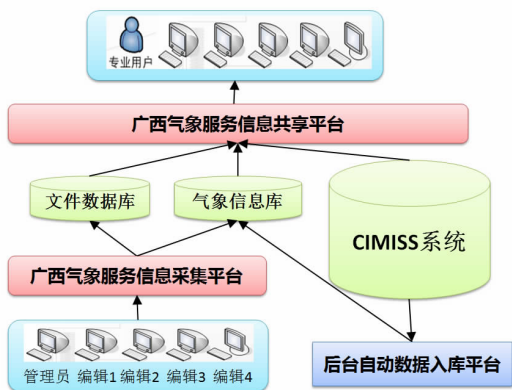 专业用户
广西气象服务信息共享平台
文件数据库
气象信息库
CIMISS系统
广西气象服务信息采集平台
管理员 编辑1 编辑2 编辑3 编辑4
后台自动数据入库平台